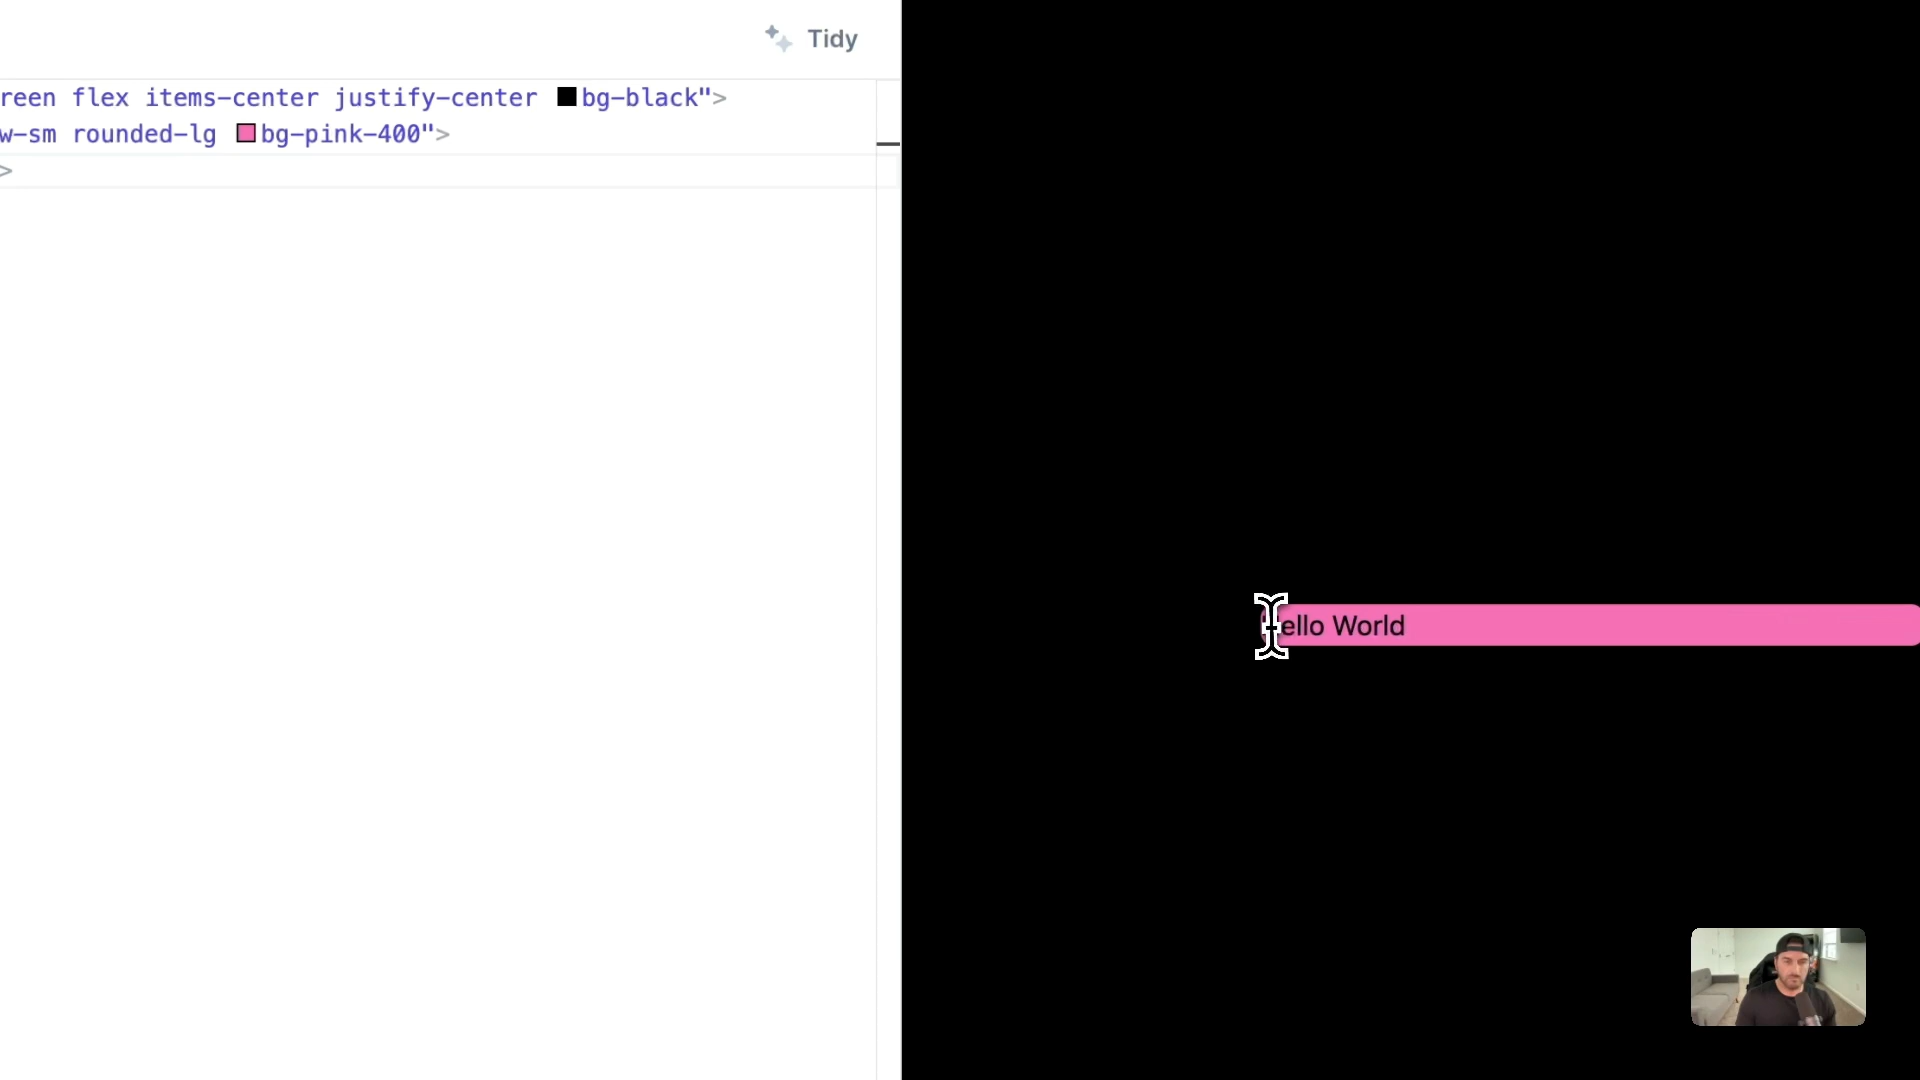 Tidy
reen flex items-center justify-center bg-black">
w-sm rounded-lg bg-pink-400">
>
ello World